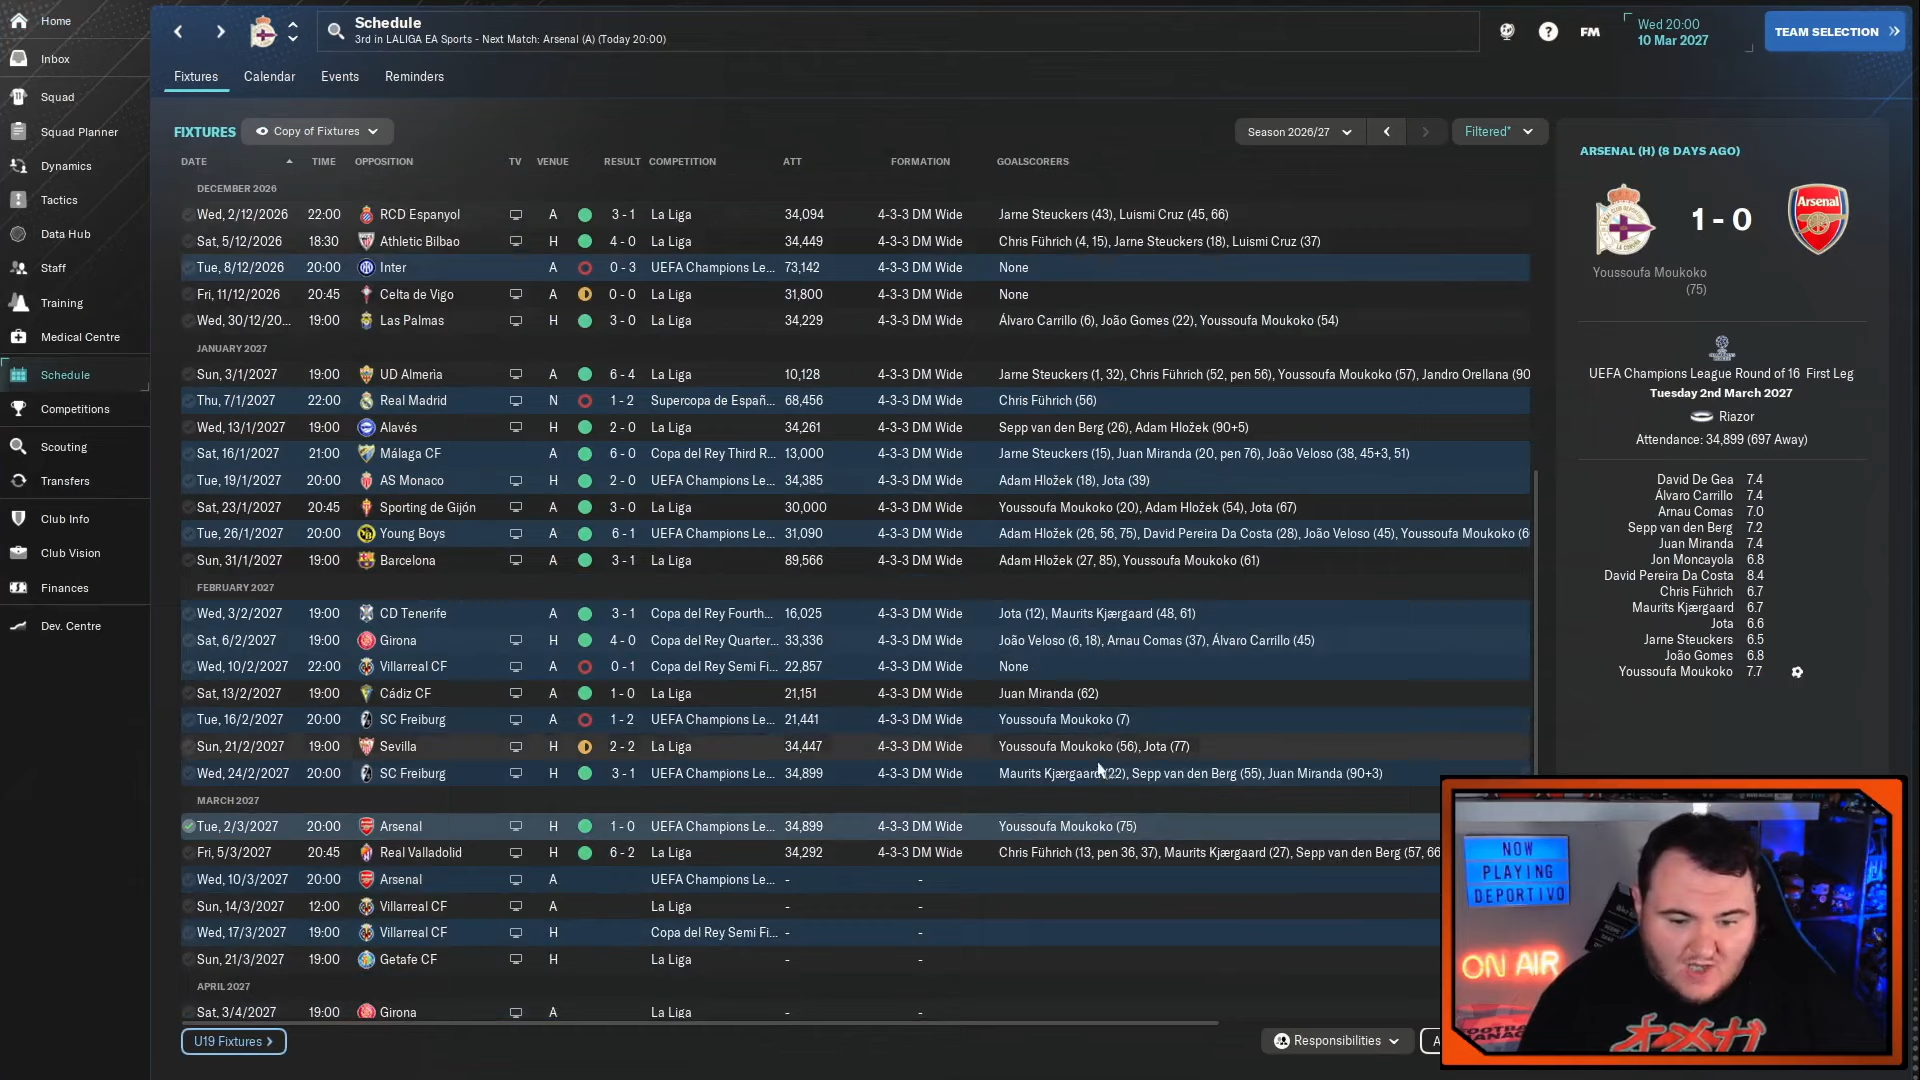 Home
Inbox
Squad
Squad Planner
Dynamics
Tactics
Data Hub
Staff
Training
Medical Centre
Schedule
Competitions
Scouting
Transfers
Club Info
Club Vision
Finances
Dev. Centre
Schedule
3rd in LALIGA EA Sports - Next Match: Arsenal (A) (Today 20:00)
FM
Wed 20:00
10 Mar 2027
TEAM SELECTION
Fixtures Calendar Events Reminders
FIXTURES Copy of Fixtures Season 2026/27 Filtered*
DATE TIME OPPOSITION TV VENUE RESULT COMPETITION ATT FORMATION GOALSCORERS
DECEMBER 2026
Wed, 2/12/2026 22:00 RCD Espanyol A 3 - 1 La Liga 34,094 4-3-3 DM Wide Jarne Steuckers (43), Luismi Cruz (45, 66)
Sat, 5/12/2026 18:30 Athletic Bilbao H 4 - 0 La Liga 34,449 4-3-3 DM Wide Chris Führich (4, 15), Jarne Steuckers (18), Luismi Cruz (37)
Tue, 8/12/2026 20:00 Inter A 0 - 3 UEFA Champions Le... 73,142 4-3-3 DM Wide None
Fri, 11/12/2026 20:45 Celta de Vigo A 0 - 0 La Liga 31,800 4-3-3 DM Wide None
Wed, 30/12/20... 19:00 Las Palmas H 3 - 0 La Liga 34,229 4-3-3 DM Wide Álvaro Carrillo (6), João Gomes (22), Youssoufa Moukoko (54)
JANUARY 2027
Sun, 3/1/2027 19:00 UD Almería A 6 - 4 La Liga 10,128 4-3-3 DM Wide Jarne Steuckers (1, 32), Chris Führich (52, pen 56), Youssoufa Moukoko (57), Jandro Orellana (90
Thu, 7/1/2027 22:00 Real Madrid N 1 - 2 Supercopa de Españ... 68,456 4-3-3 DM Wide Chris Führich (56)
Wed, 13/1/2027 19:00 Alavés H 2 - 0 La Liga 34,261 4-3-3 DM Wide Sepp van den Berg (26), Adam Hložek (90+5)
Sat, 16/1/2027 21:00 Málaga CF A 6 - 0 Copa del Rey Third R... 13,000 4-3-3 DM Wide Jarne Steuckers (15), Juan Miranda (20, pen 76), João Veloso (38, 45+3, 51)
Tue, 19/1/2027 20:00 AS Monaco H 2 - 0 UEFA Champions Le... 34,385 4-3-3 DM Wide Adam Hložek (18), Jota (39)
Sat, 23/1/2027 20:45 Sporting de Gijón A 3 - 0 La Liga 30,000 4-3-3 DM Wide Youssoufa Moukoko (20), Adam Hložek (54), Jota (67)
Tue, 26/1/2027 20:00 Young Boys A 6 - 1 UEFA Champions Le... 31,090 4-3-3 DM Wide Adam Hložek (26, 56, 75), David Pereira Da Costa (28), João Veloso (45), Youssoufa Moukoko (6
Sun, 31/1/2027 19:00 Barcelona A 3 - 1 La Liga 89,566 4-3-3 DM Wide Adam Hložek (27, 85), Youssoufa Moukoko (61)
FEBRUARY 2027
Wed, 3/2/2027 19:00 CD Tenerife A 3 - 1 Copa del Rey Fourth... 16,025 4-3-3 DM Wide Jota (12), Maurits Kjærgaard (48, 61)
Sat, 6/2/2027 19:00 Girona H 4 - 0 Copa del Rey Quarter... 33,336 4-3-3 DM Wide João Veloso (6, 18), Arnau Comas (37), Álvaro Carrillo (45)
Wed, 10/2/2027 22:00 Villarreal CF A 0 - 1 Copa del Rey Semi Fi... 22,857 4-3-3 DM Wide None
Sat, 13/2/2027 19:00 Cádiz CF A 1 - 0 La Liga 21,151 4-3-3 DM Wide Juan Miranda (62)
Tue, 16/2/2027 20:00 SC Freiburg A 1 - 2 UEFA Champions Le... 21,441 4-3-3 DM Wide Youssoufa Moukoko (7)
Sun, 21/2/2027 19:00 Sevilla H 2 - 2 La Liga 34,447 4-3-3 DM Wide Youssoufa Moukoko (56), Jota (77)
Wed, 24/2/2027 20:00 SC Freiburg H 3 - 1 UEFA Champions Le... 34,899 4-3-3 DM Wide Maurits Kjærgaard (22), Sepp van den Berg (55), Juan Miranda (90+3)
MARCH 2027
Tue, 2/3/2027 20:00 Arsenal H 1 - 0 UEFA Champions Le... 34,899 4-3-3 DM Wide Youssoufa Moukoko (75)
Fri, 5/3/2027 20:45 Real Valladolid H 6 - 2 La Liga 34,292 4-3-3 DM Wide Chris Führich (13, pen 36, 37), Maurits Kjærgaard (27), Sepp van den Berg (57, 66
Wed, 10/3/2027 20:00 Arsenal A UEFA Champions Le... - -
Sun, 14/3/2027 12:00 Villarreal CF A La Liga - -
Wed, 17/3/2027 19:00 Villarreal CF H Copa del Rey Semi Fi... - -
Sun, 21/3/2027 19:00 Getafe CF H La Liga - -
APRIL 2027
Sat, 3/4/2027 19:00 Girona A La Liga - -
U19 Fixtures > Responsibilities
ARSENAL (H) (8 DAYS AGO)
Arsenal
1 - 0
Youssoufa Moukoko
(75)
UEFA Champions League Round of 16 First Leg
Tuesday 2nd March 2027
Riazor
Attendance: 34,899 (697 Away)
David De Gea 7.4
Álvaro Carrillo 7.4
Arnau Comas 7.0
Sepp van den Berg 7.2
Juan Miranda 7.4
Jon Moncayola 6.8
David Pereira Da Costa 8.4
Chris Führich 6.7
Maurits Kjærgaard 6.7
Jota 6.6
Jarne Steuckers 6.5
João Gomes 6.8
Youssoufa Moukoko 7.7
NOW
PLAYING
DEPORTIVO
ON AIR